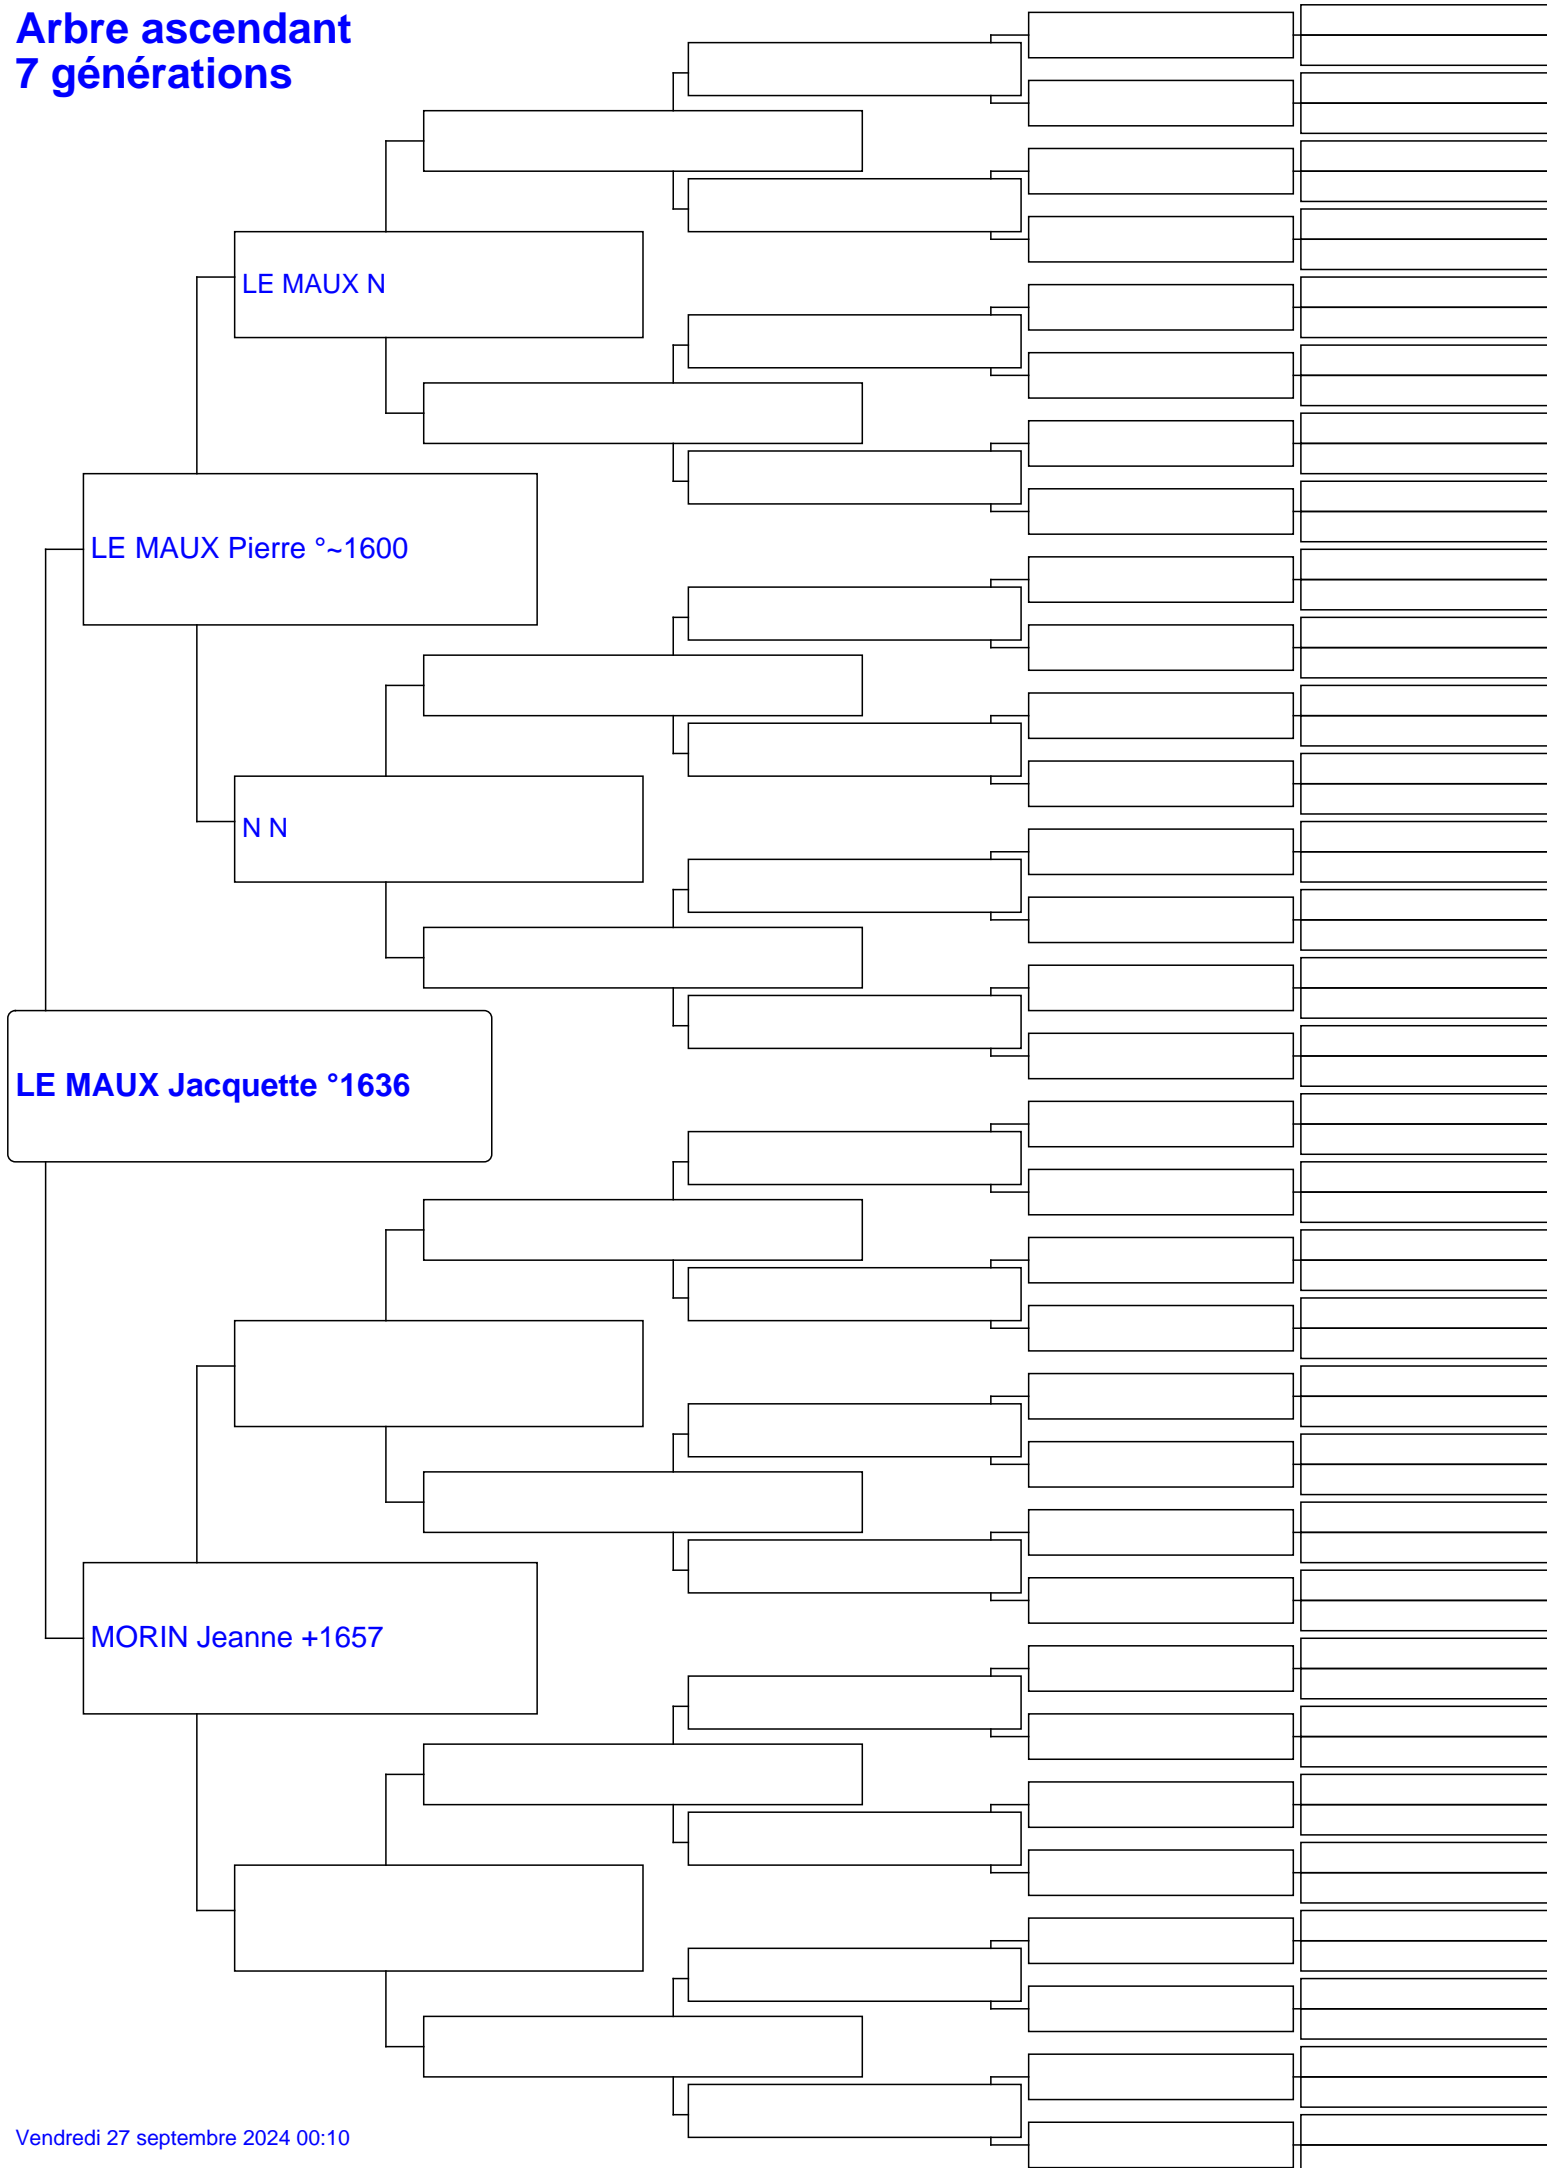 Arbre ascendant
7 générations
LE MAUX N
LE MAUX Pierre °~1600
N N
LE MAUX Jacquette °1636
MORIN Jeanne +1657
Vendredi 27 septembre 2024 00:10